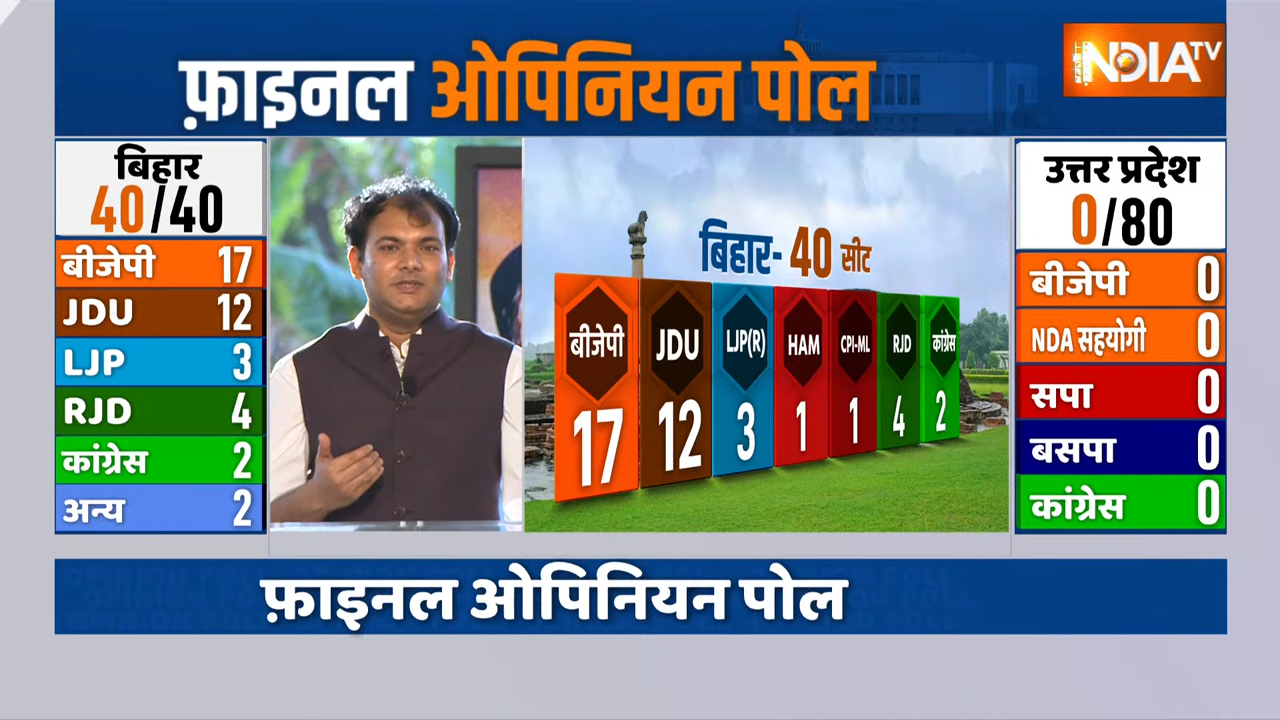 फ़ाइनल ओपिनियन पोल
INDIA TV
बिहार
40/40
बीजेपी 17
JDU 12
LJP 3
RJD 4
कांग्रेस 2
अन्य 2
बिहार- 40 सीट
बीजेपी JDU LJP(R) HAM CPI-ML RJD कांग्रेस
17 12 3 1 1 4 2
उत्तर प्रदेश
0/80
बीजेपी 0
NDA सहयोगी 0
सपा 0
बसपा 0
कांग्रेस 0
फ़ाइनल ओपिनियन पोल